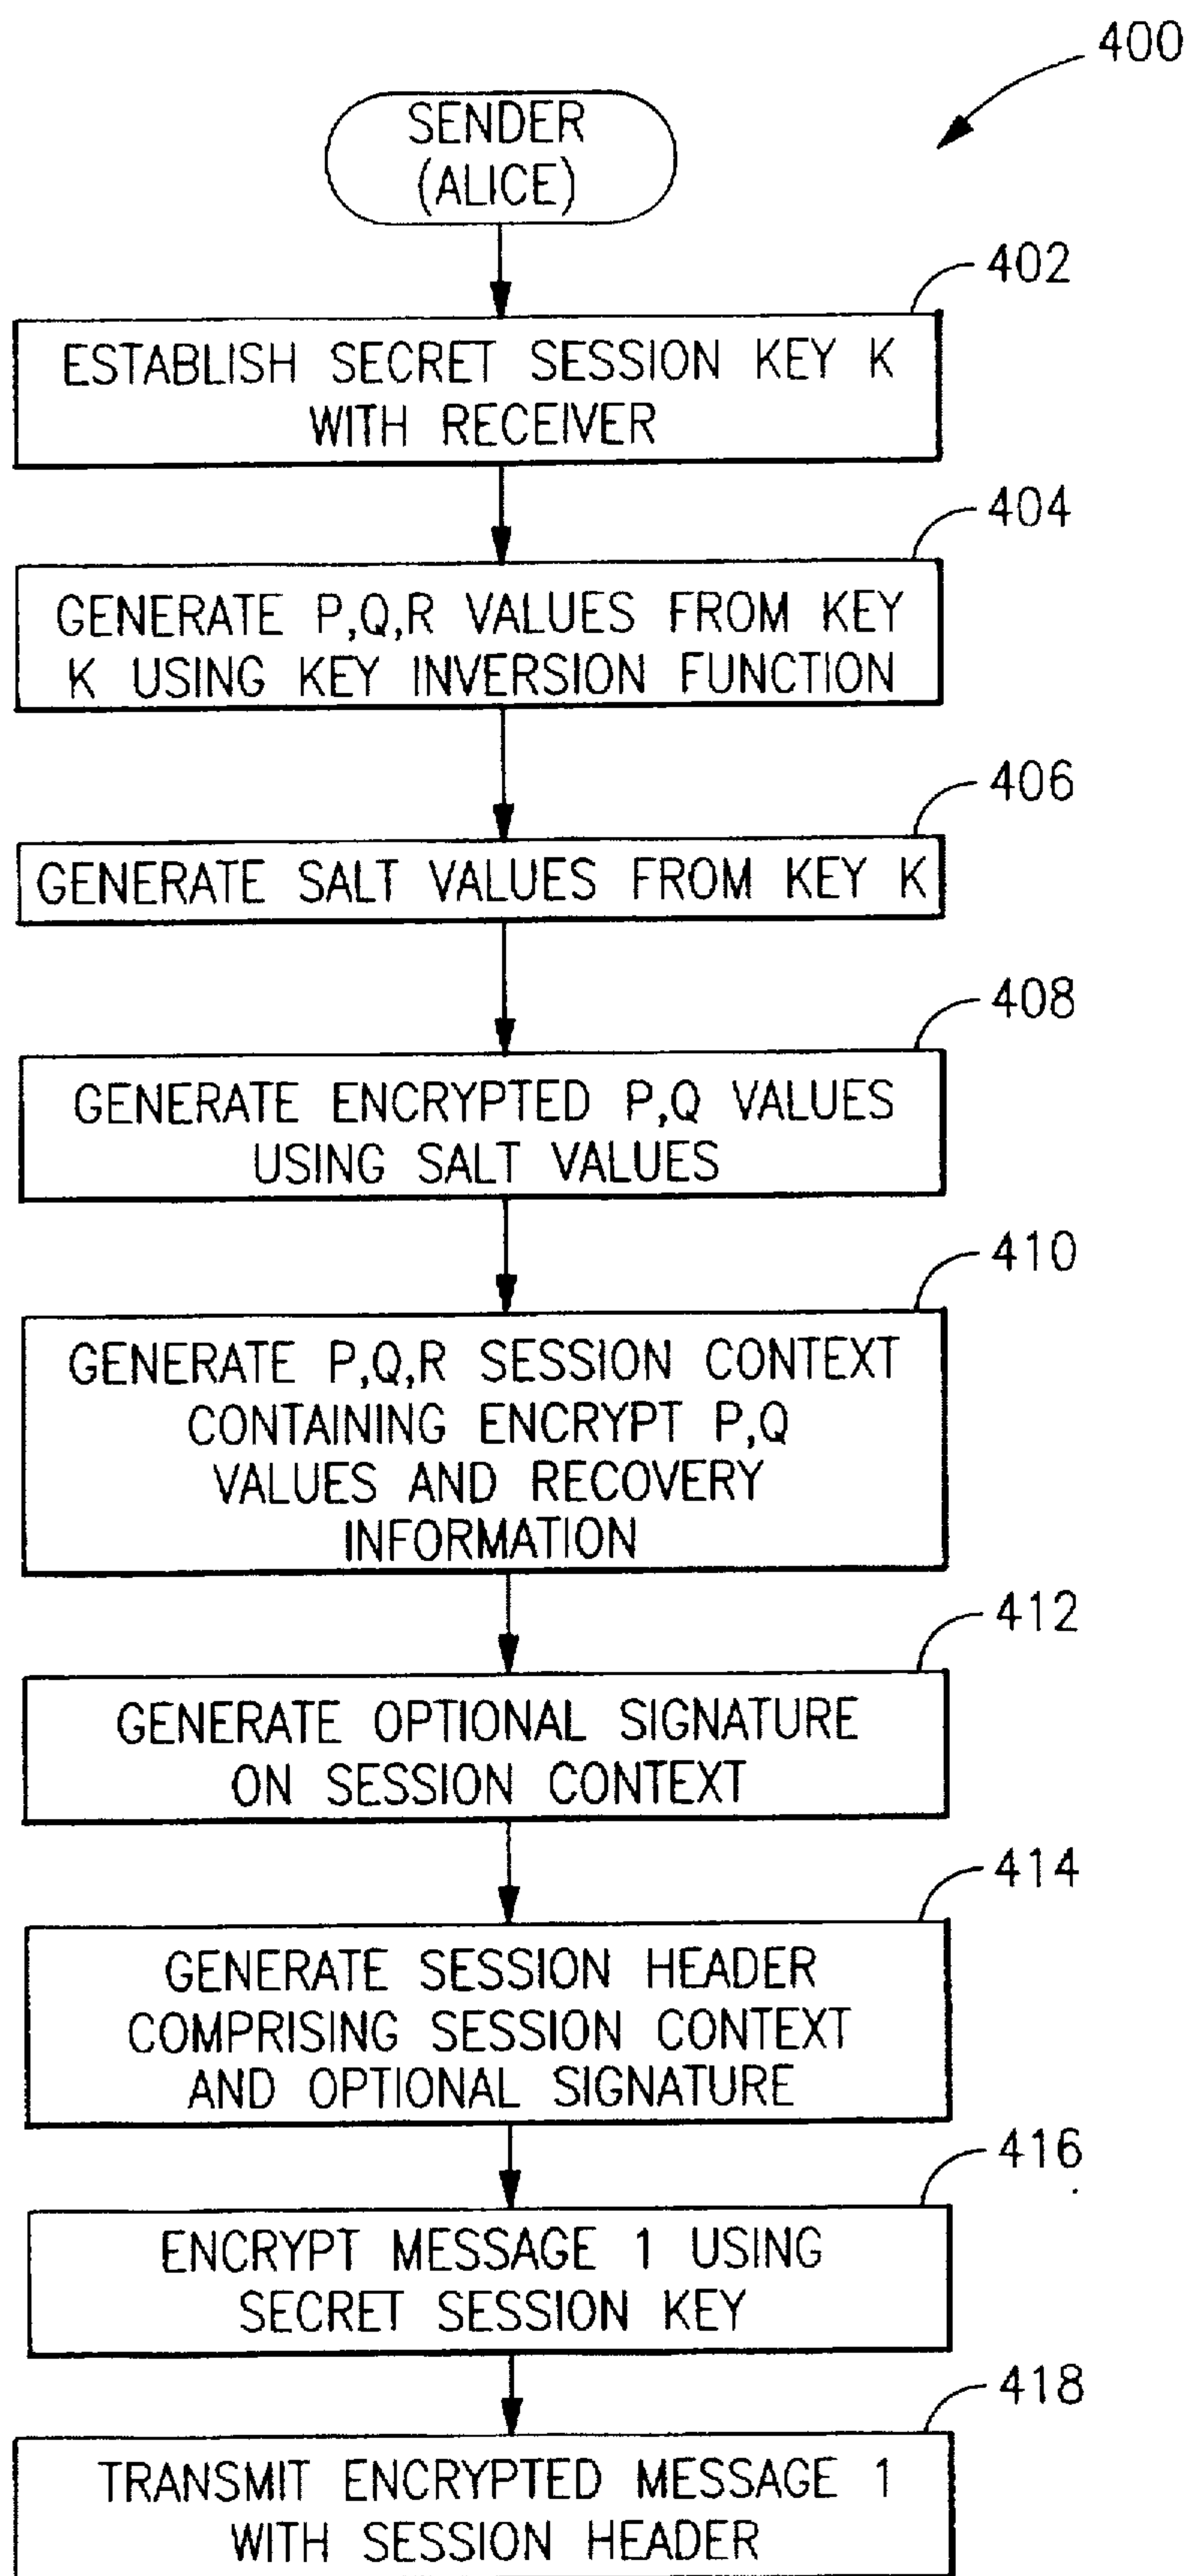 400
SENDER
(ALICE)
402
ESTABLISH SECRET SESSION KEY K
WITH RECEIVER
404
GENERATE P,Q,R VALUES FROM KEY
K USING KEY INVERSION FUNCTION
406
GENERATE SALT VALUES FROM KEY K
408
GENERATE ENCRYPTED P,Q VALUES
USING SALT VALUES
410
GENERATE P,Q,R SESSION CONTEXT
CONTAINING ENCRYPT P,Q
VALUES AND RECOVERY
INFORMATION
412
GENERATE OPTIONAL SIGNATURE
ON SESSION CONTEXT
414
GENERATE SESSION HEADER
COMPRISING SESSION CONTEXT
AND OPTIONAL SIGNATURE
416
ENCRYPT MESSAGE 1 USING
SECRET SESSION KEY
418
TRANSMIT ENCRYPTED MESSAGE 1
WITH SESSION HEADER